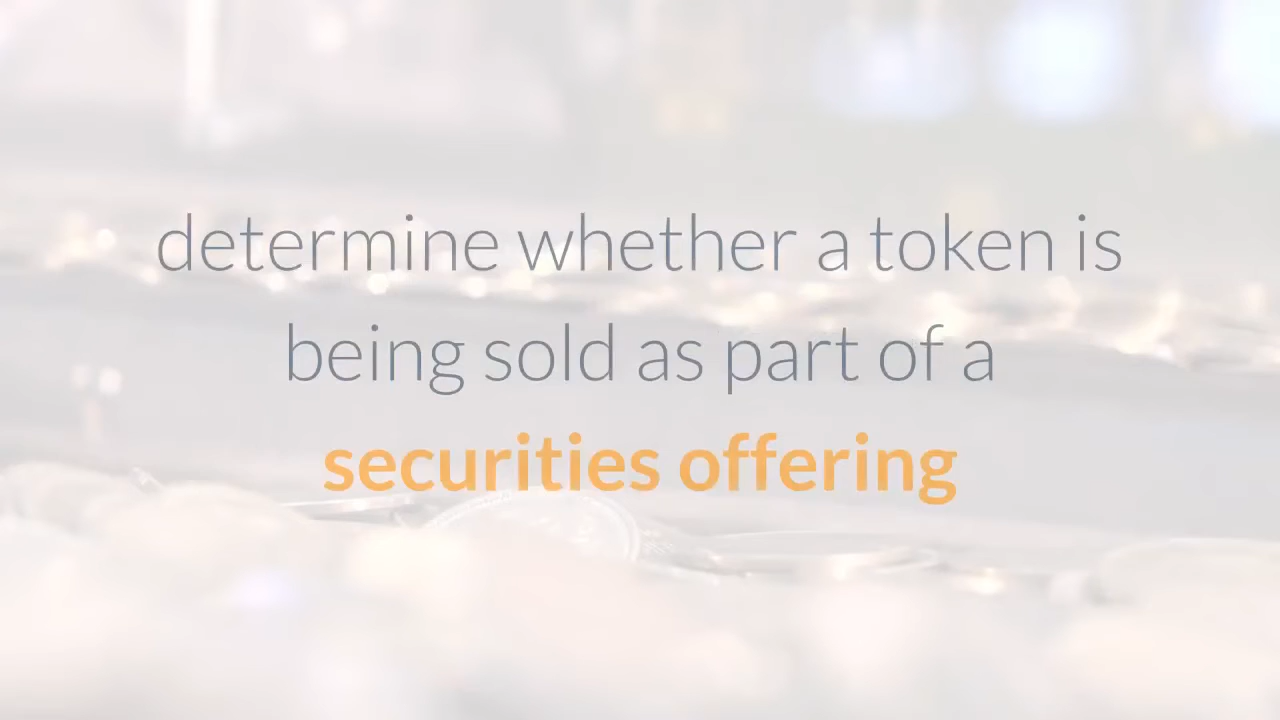 determine whether a token is
being sold as part of a
securities offering